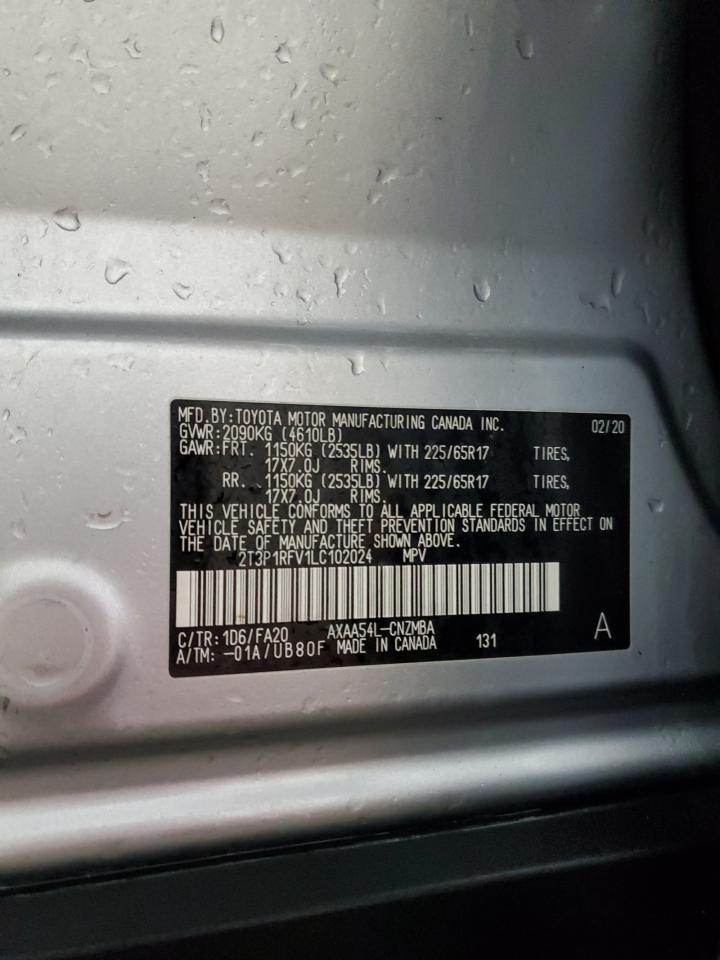 MFD.BY:TOYOTA MOTOR MANUFACTURING CANADA INC. 02/20
GVWR:2090KG (4610LB)
GAWR:FRT. 1150KG (2535LB) WITH 225/65R17 TIRES,
17X7.0J RIMS.
RR. 1150KG (2535LB) WITH 225/65R17 TIRES,
17X7.0J RIMS.
THIS VEHICLE CONFORMS TO ALL APPLICABLE FEDERAL MOTOR
VEHICLE SAFETY AND THEFT PREVENTION STANDARDS IN EFFECT ON
THE DATE OF MANUFACTURE SHOWN ABOVE.
2T3P1RFV1LC102024 MPV
C/TR:1D6/FA20 AXAA54L-CNZMBA A
A/TM:-01A/UB80F MADE IN CANADA 131